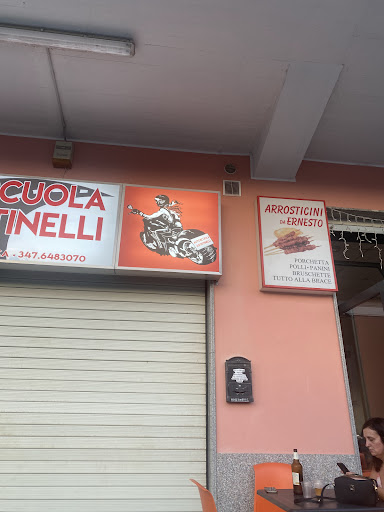 CUOLA
TINELLI
A - 347.6483070
ARROSTICINI
DA ERNESTO
PORCHETTA
POLLI-PANINI
BRUSCHETTE
TUTTO ALLA BRACE